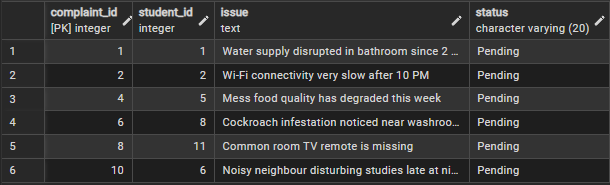 complaint_id student_id issue status
[PK] integer integer text character varying (20)
1 1 1 Water supply disrupted in bathroom since 2 ... Pending
2 2 2 Wi-Fi connectivity very slow after 10 PM Pending
3 4 5 Mess food quality has degraded this week Pending
4 6 8 Cockroach infestation noticed near washroo... Pending
5 8 11 Common room TV remote is missing Pending
6 10 6 Noisy neighbour disturbing studies late at ni... Pending